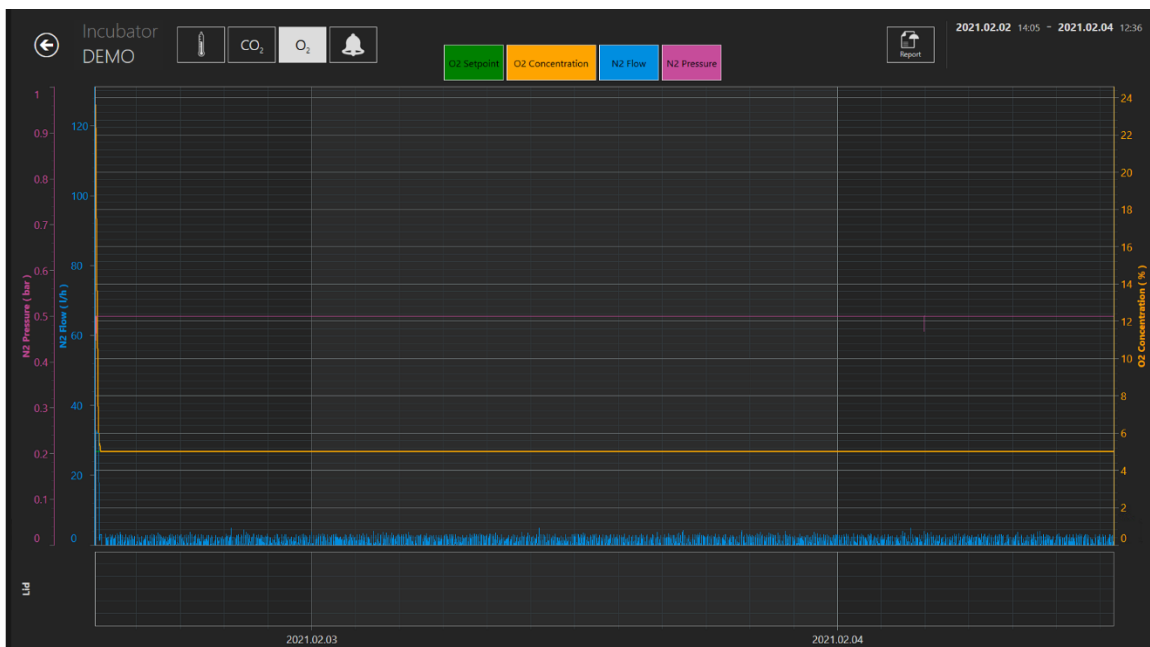 Incubator
DEMO
CO2
O2
O2 Setpoint
O2 Concentration
N2 Flow
N2 Pressure
Report
2021.02.02 14:05 - 2021.02.04 12:36
N2 Pressure ( bar )
1
0.9
0.8
0.7
0.6
0.5
0.4
0.3
0.2
0.1
0
N2 Flow ( l/h )
120
100
80
60
40
20
0
24
22
20
18
16
14
12
10
8
6
4
2
0
O2 Concentration ( % )
Lid
2021.02.03
2021.02.04